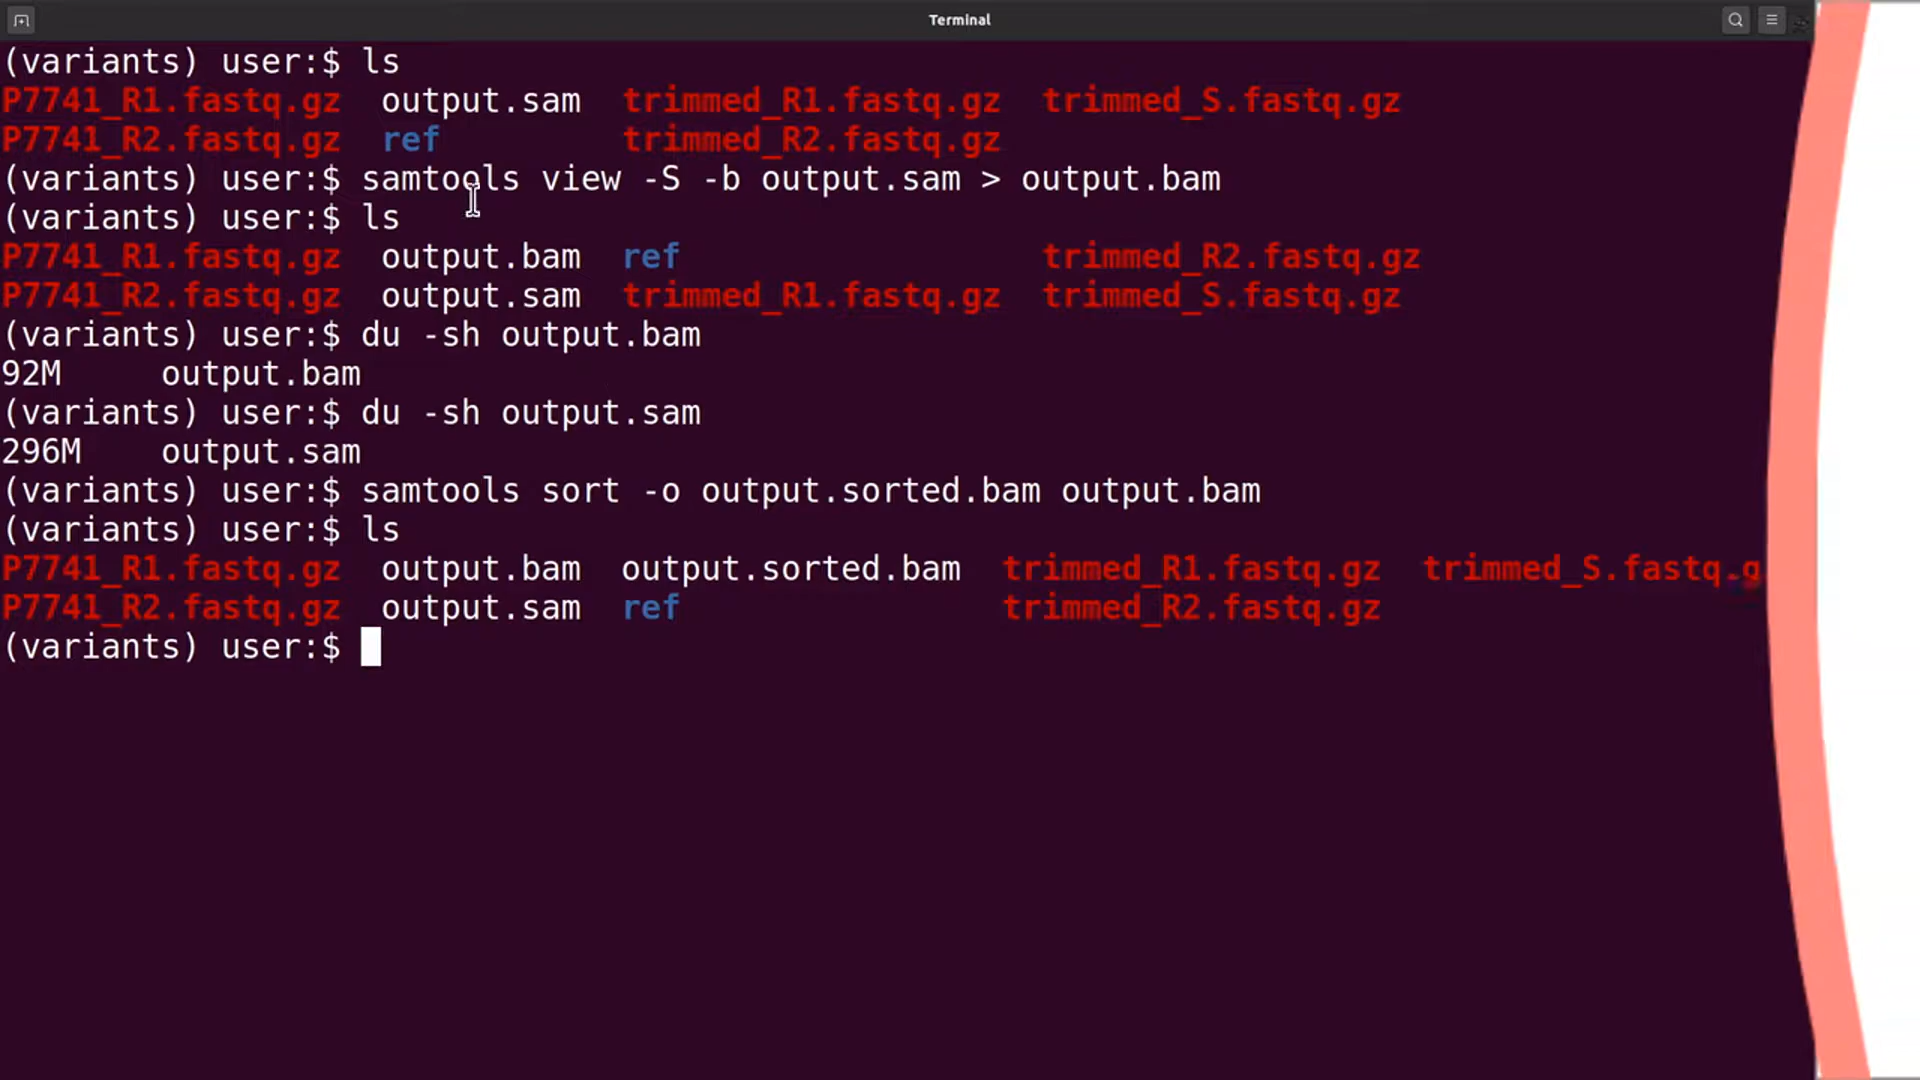 Terminal
(variants) user:$ ls
P7741_R1.fastq.gz output.sam trimmed_R1.fastq.gz trimmed_S.fastq.gz
P7741_R2.fastq.gz ref trimmed_R2.fastq.gz
(variants) user:$ samtools view -S -b output.sam > output.bam
(variants) user:$ ls
P7741_R1.fastq.gz output.bam ref trimmed_R2.fastq.gz
P7741_R2.fastq.gz output.sam trimmed_R1.fastq.gz trimmed_S.fastq.gz
(variants) user:$ du -sh output.bam
92M output.bam
(variants) user:$ du -sh output.sam
296M output.sam
(variants) user:$ samtools sort -o output.sorted.bam output.bam
(variants) user:$ ls
P7741_R1.fastq.gz output.bam output.sorted.bam trimmed_R1.fastq.gz trimmed_S.fastq.g
P7741_R2.fastq.gz output.sam ref trimmed_R2.fastq.gz
(variants) user:$